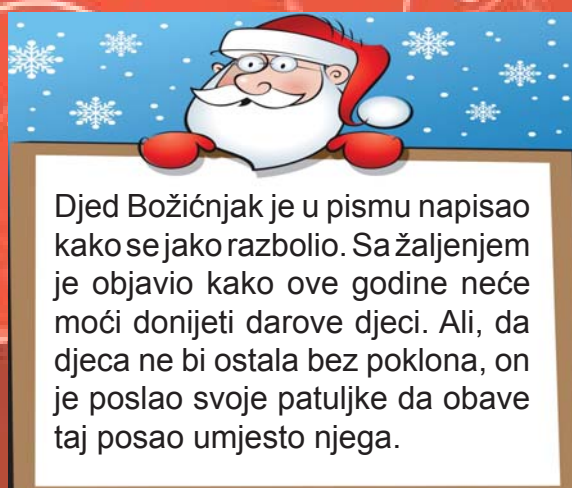 Djed Božićnjak je u pismu napisao
kako se jako razbolio. Sa žaljenjem
je objavio kako ove godine neće
moći donijeti darove djeci. Ali, da
djeca ne bi ostala bez poklona, on
je poslao svoje patuljke da obave
taj posao umjesto njega.